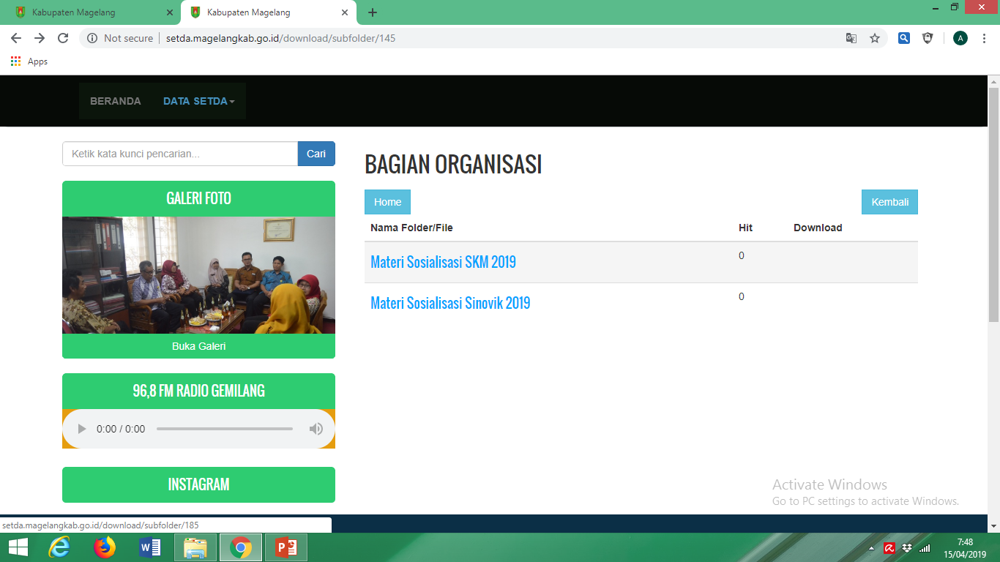 Kabupaten Magelang
Kabupaten Magelang
Not secure
setda.magelangkab.go.id/download/subfolder/145
A
Apps
BERANDA
DATA SETDA
Ketik kata kunci pencarian...
Cari
GALERI FOTO
Buka Galeri
96,8 FM RADIO GEMILANG
0:00 / 0:00
INSTAGRAM
BAGIAN ORGANISASI
Home
Kembali
Nama Folder/File Hit Download
Materi Sosialisasi SKM 2019 0
Materi Sosialisasi Sinovik 2019 0
Activate Windows
Go to PC settings to activate Windows.
setda.magelangkab.go.id/download/subfolder/185
7:48
15/04/2019